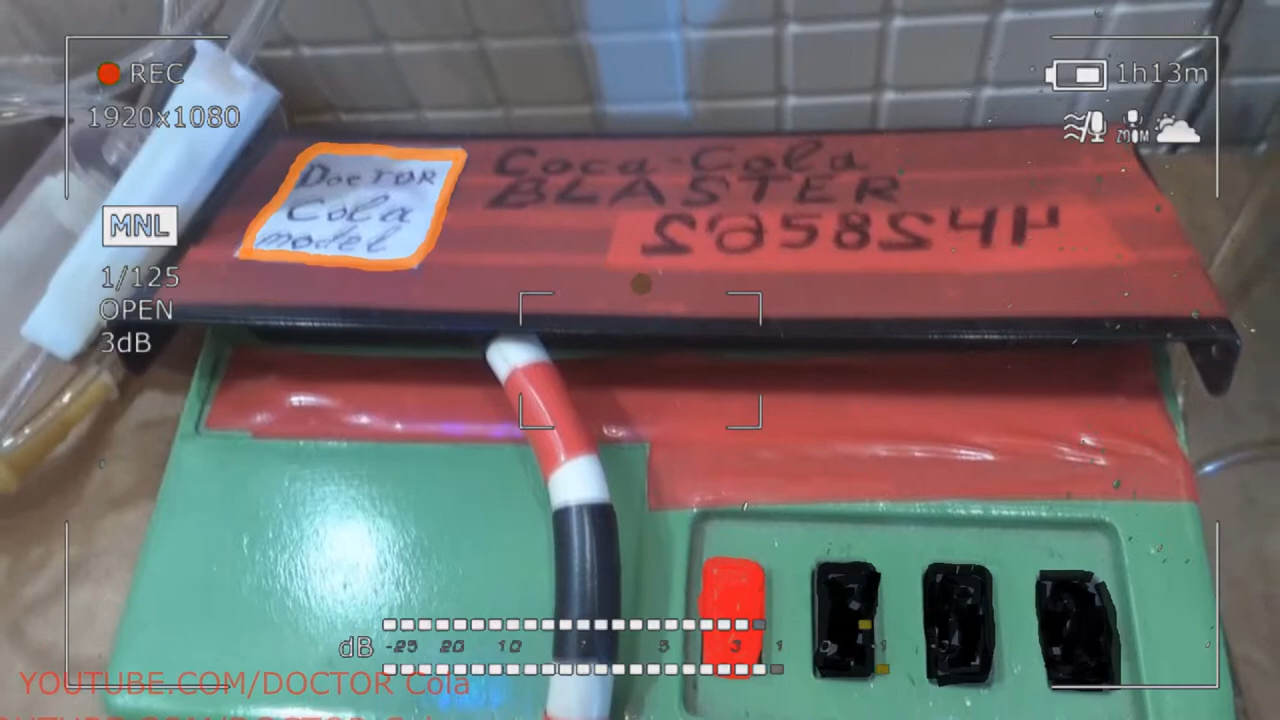 REC
1920x1080
1h13m
ZOOM
MNL
1/125
OPEN
3dB
DOCTOR
Cola
model
Coca-Cola
BLASTER
dB -25 20 10 5 3 1
YOUTUBE.COM/DOCTOR Cola